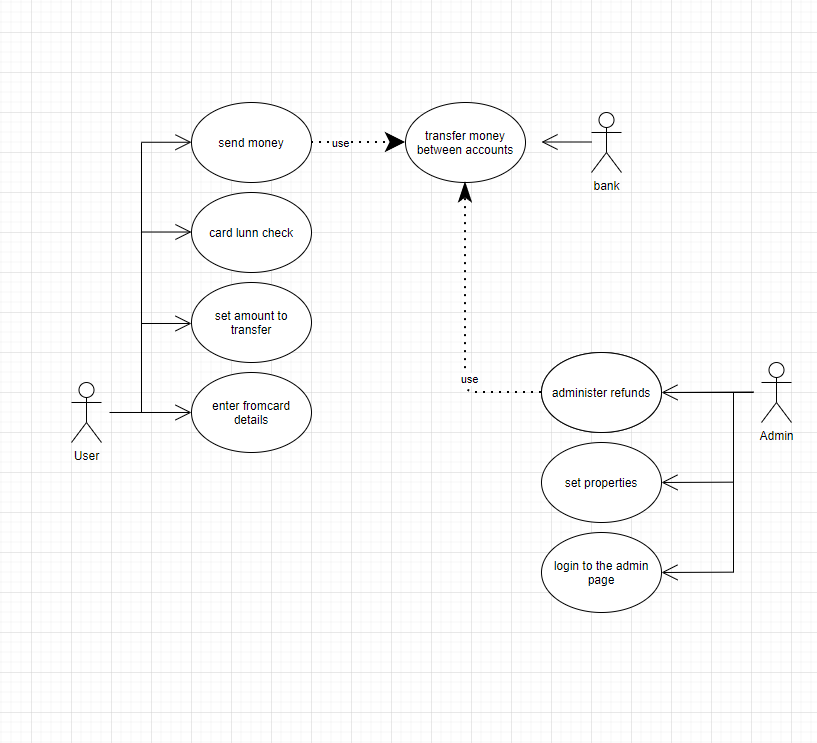 send money
use
transfer money
between accounts
bank
card lunn check
set amount to
transfer
use
administer refunds
enter fromcard
details
User
Admin
set properties
login to the admin
page